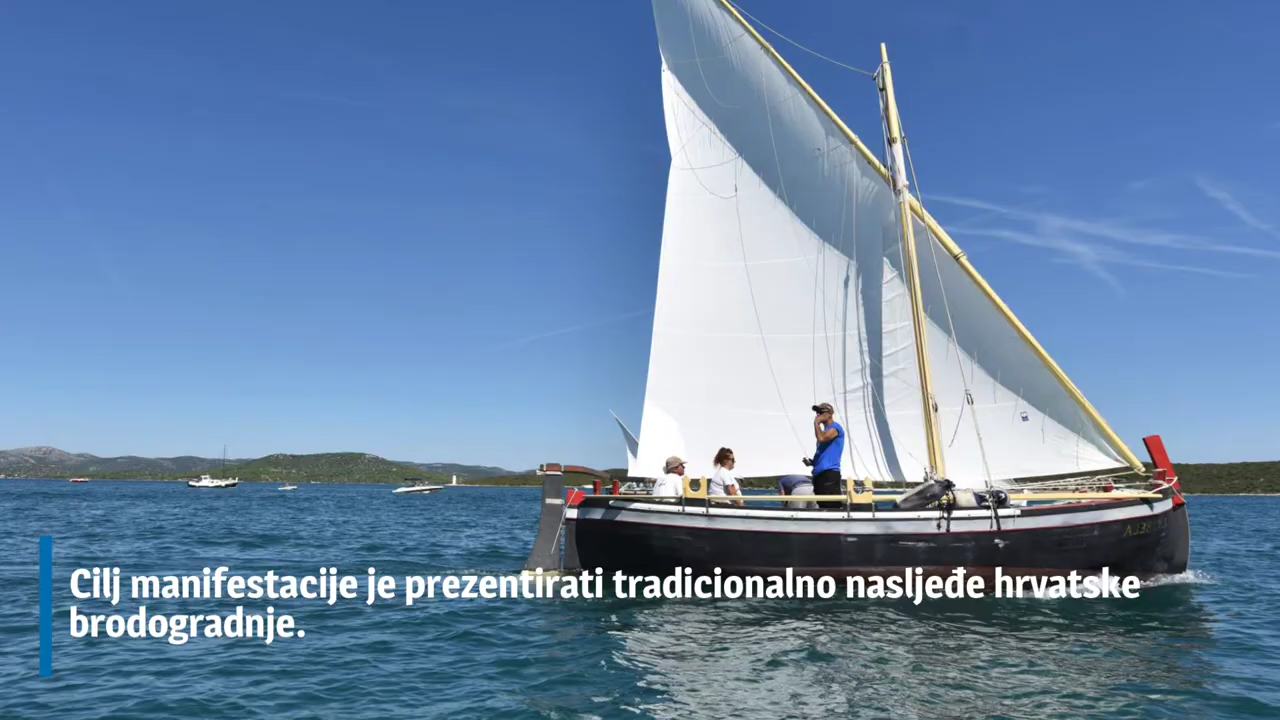 Cilj manifestacije je prezentirati tradicionalno nasljeđe hrvatske
brodogradnje.